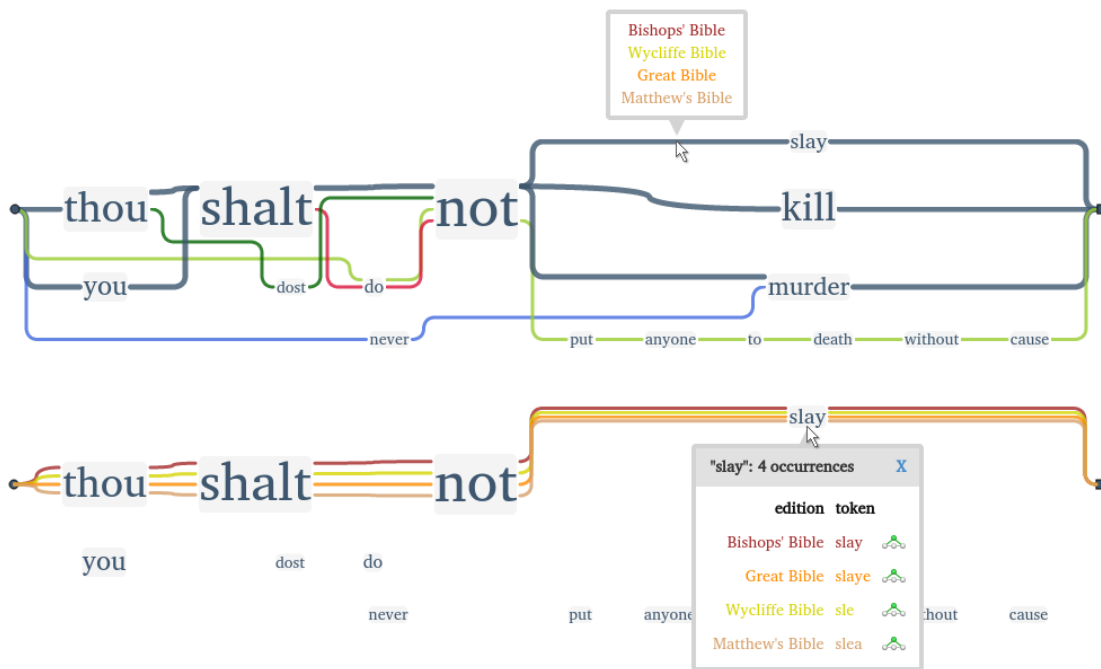 Bishops' Bible
Wycliffe Bible
Great Bible
Matthew's Bible
slay
thou shalt not kill
you dost do murder
never put anyone to death without cause
slay
thou shalt not
"slay": 4 occurrences X
edition token
you dost do
Bishops' Bible slay
Great Bible slaye
never put anyone hout cause
Wycliffe Bible sle
Matthew's Bible slea